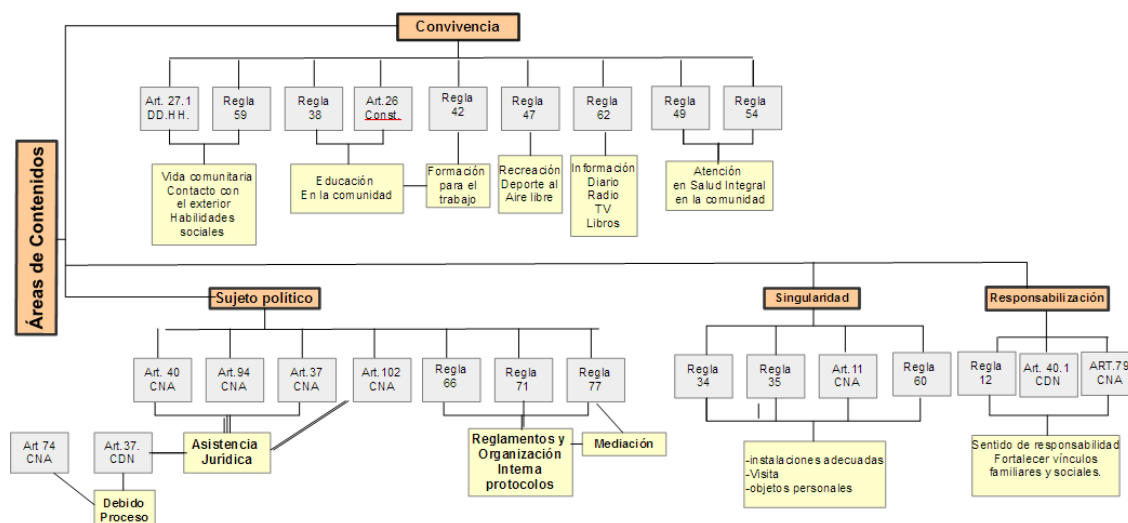 Convivencia
Áreas de Contenidos
Art. 27.1
DD.HH.
Regla
59
Regla
38
Art.26
Const.
Regla
42
Regla
47
Regla
62
Regla
49
Regla
54
Vida comunitaria
Contacto con
el exterior
Habilidades
sociales
Educación
En la comunidad
Formación
para el
trabajo
Recreación
Deporte al
Aire libre
Información
Diario
Radio
TV
Libros
Atención
en Salud Integral
en la comunidad
Sujeto político
Singularidad
Responsabilización
Art. 40
CNA
Art.94
CNA
Art.37
CNA
Art.102
CNA
Regla
66
Regla
71
Regla
77
Regla
34
Regla
35
Art.11
CNA
Regla
60
Regla
12
Art. 40.1
CDN
ART.79
CNA
Art 74
CNA
Art.37.
CDN
Asistencia
Jurídica
Reglamentos y
Organización
Interna
protocolos
Mediación
-instalaciones adecuadas
-Visita
-objetos personales
Sentido de responsabilidad
Fortalecer vínculos
familiares y sociales.
Debido
Proceso